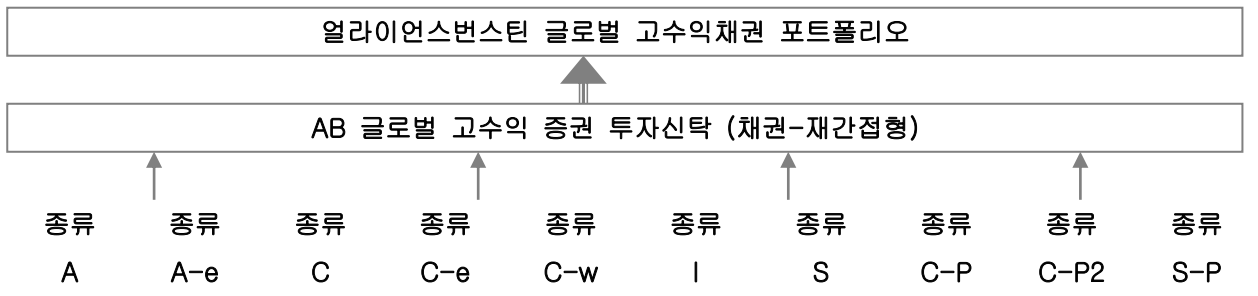 얼라이언스번스틴 글로벌 고수익채권 포트폴리오
AB 글로벌 고수익 증권 투자신탁 (채권-재간접형)
종류 종류 종류 종류 종류 종류 종류 종류 종류 종류
A A-e C C-e C-w I S C-P C-P2 S-P